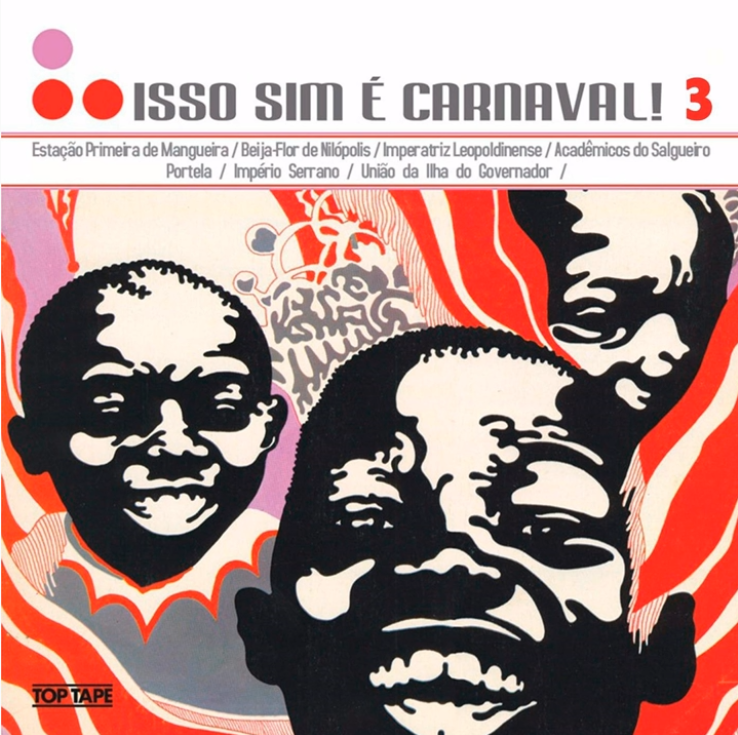 ISSO SIM É CARNAVAL! 3
Estação Primeira de Mangueira / Beija-Flor de Nilópolis / Imperatriz Leopoldinense / Acadêmicos do Salgueiro
Portela / Império Serrano / União da Ilha do Governador /
TOP TAPE